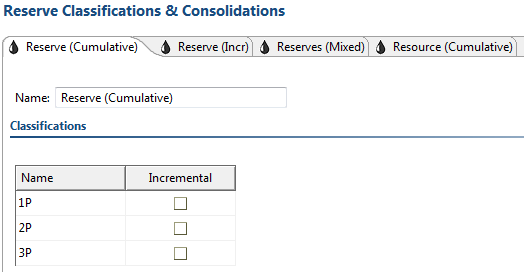 Reserve Classifications & Consolidations
Reserve (Cumulative) Reserve (Incr) Reserves (Mixed) Resource (Cumulative)
Name: Reserve (Cumulative)
Classifications
Name Incremental
1P
2P
3P